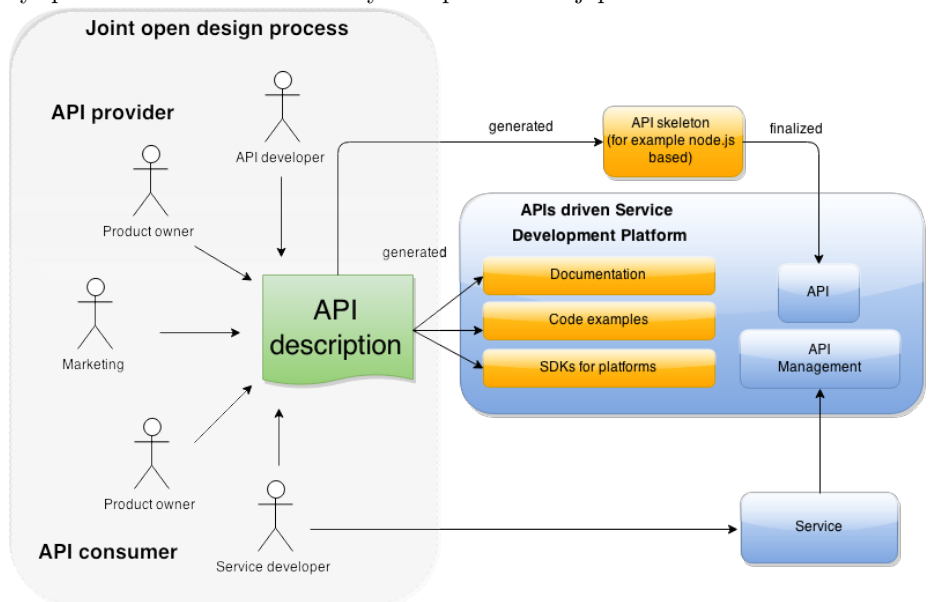 Joint open design process
API provider
API developer
Product owner
Marketing
Product owner
API consumer
Service developer
API
description
generated
generated
API skeleton
(for example node.js
based)
finalized
APIs driven Service
Development Platform
Documentation
Code examples
SDKs for platforms
API
API
Management
Service